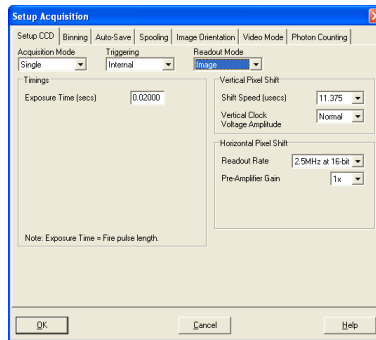 Setup Acquisition
Setup CCD Binning Auto-Save Spooling Image Orientation Video Mode Photon Counting
Acquisition Mode Triggering Readout Mode
Single Internal Image
Timings
Exposure Time (secs) 0.02000
Note: Exposure Time = Fire pulse length.
Vertical Pixel Shift
Shift Speed (usecs) 11.375
Vertical Clock
Voltage Amplitude Normal
Horizontal Pixel Shift
Readout Rate 2.5MHz at 16-bit
Pre-Amplifier Gain 1x
OK Cancel Help